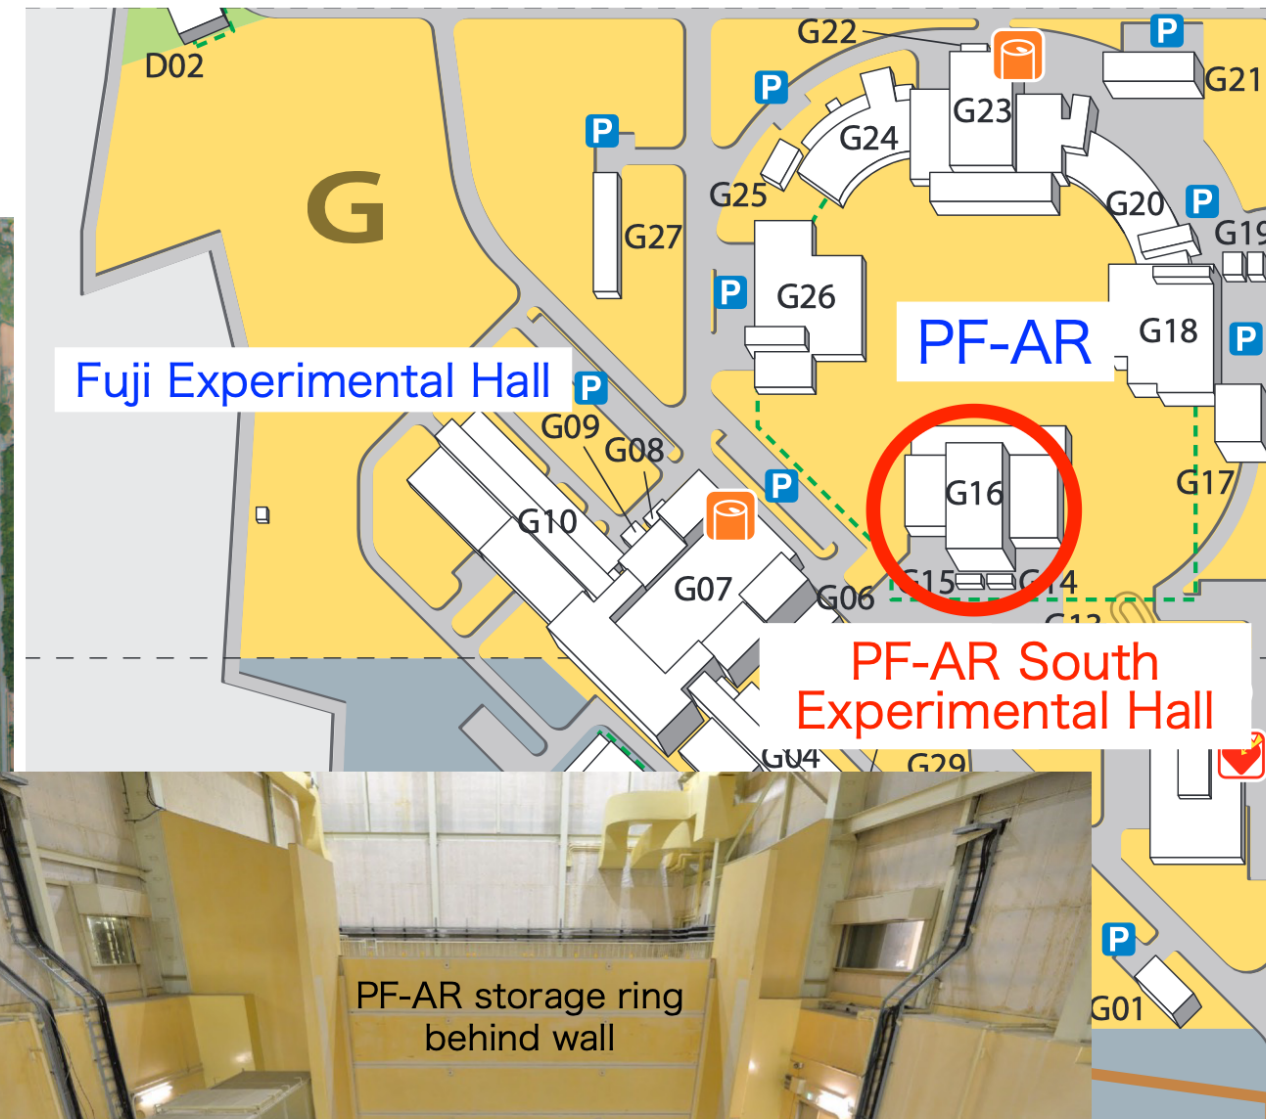 G22
P
D02
P
G21
G23
P
G24
G25
G20
P
G19
G
G27
P
G26
PF-AR
G18
P
Fuji Experimental Hall
P
G09
G08
P
G16
G17
G10
G07
G15
G14
G06
G13
PF-AR South
Experimental Hall
G04
G29
P
G01
PF-AR storage ring
behind wall